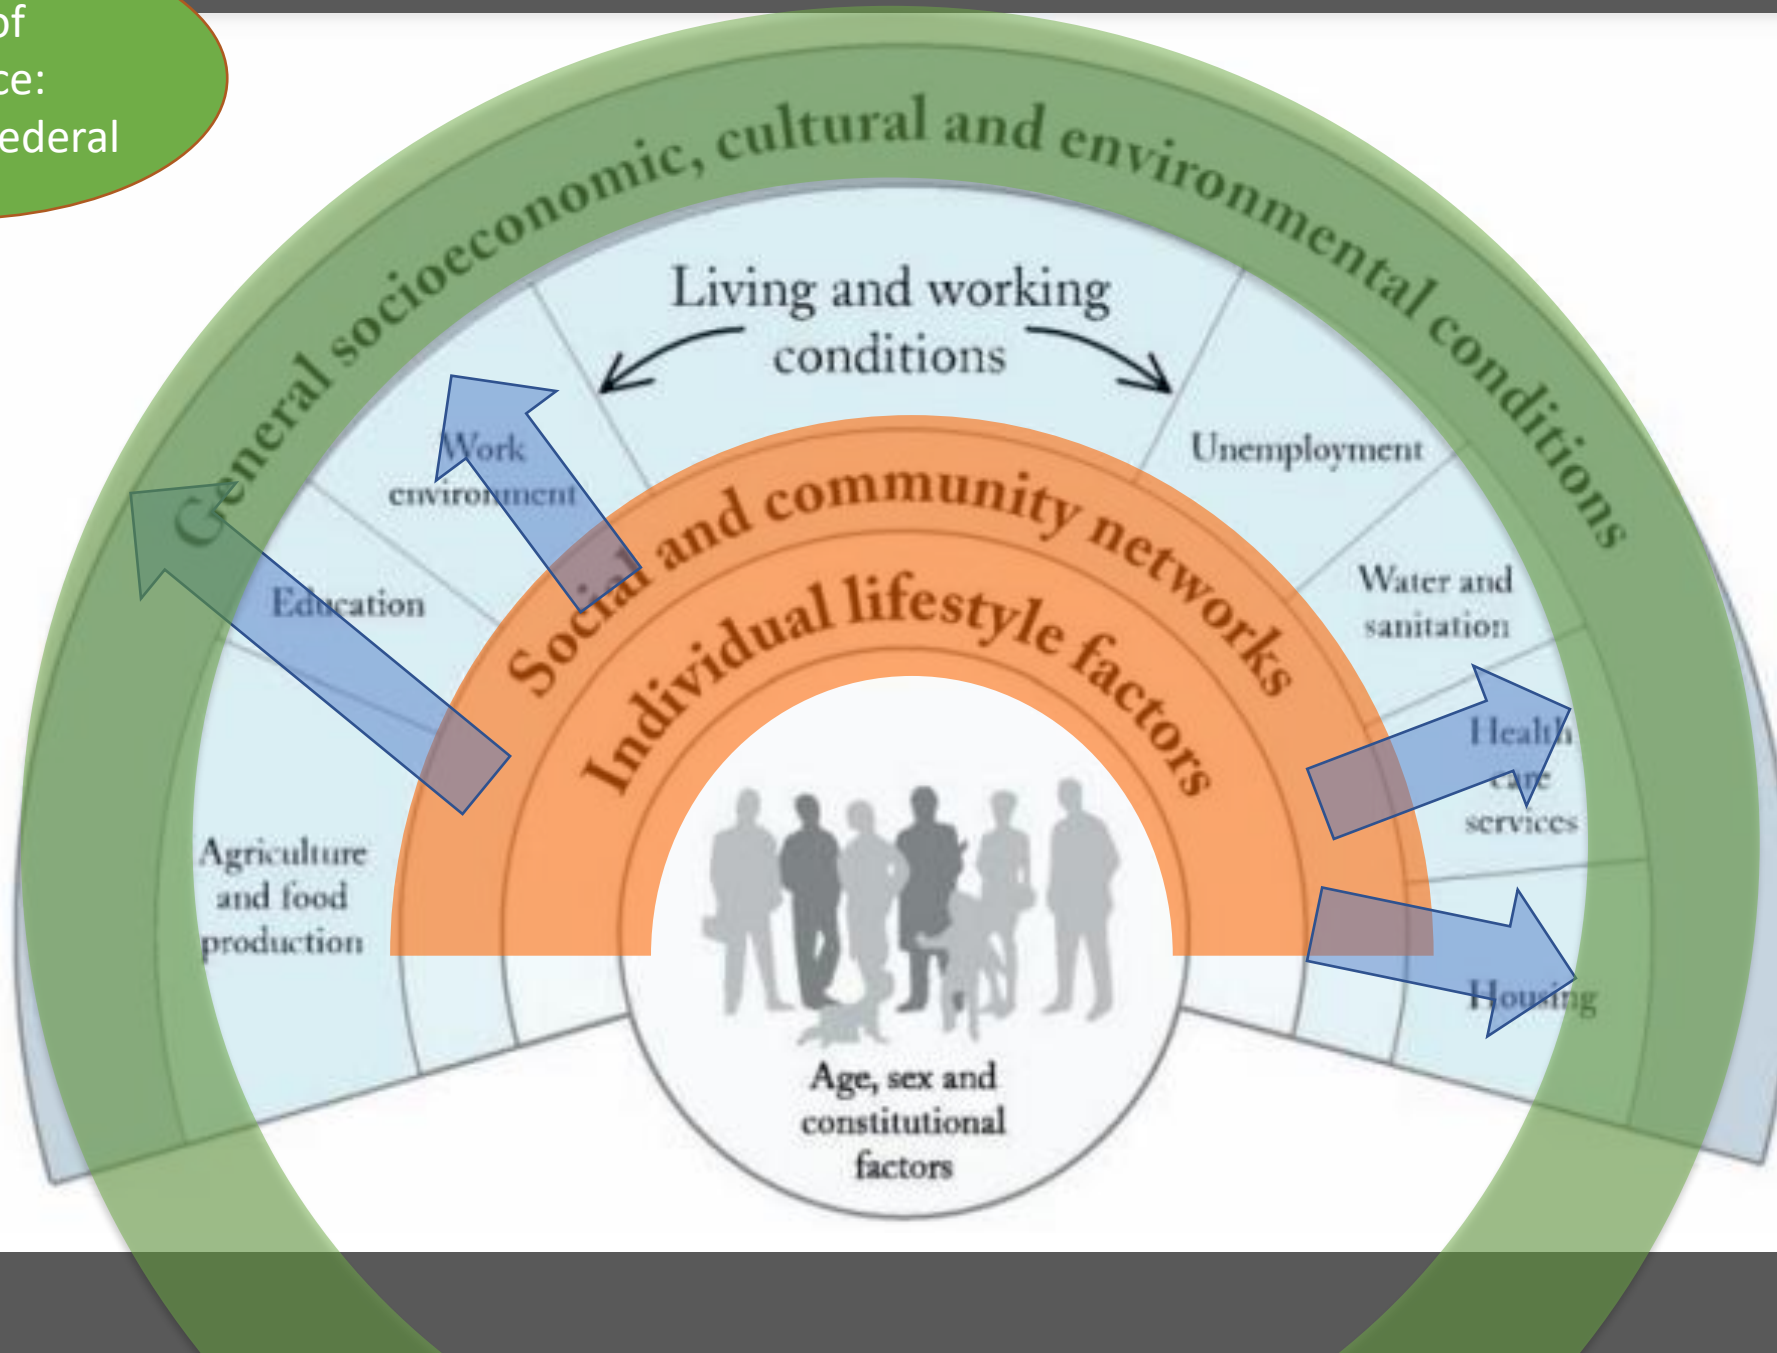 of
ce:
ederal
General socioeconomic, cultural and environmental conditions
Living and working
conditions
Work
environment
Unemployment
Education
Water and
sanitation
Social and community networks
Individual lifestyle factors
Health
care
services
Agriculture
and food
production
Housing
Age, sex and
constitutional
factors